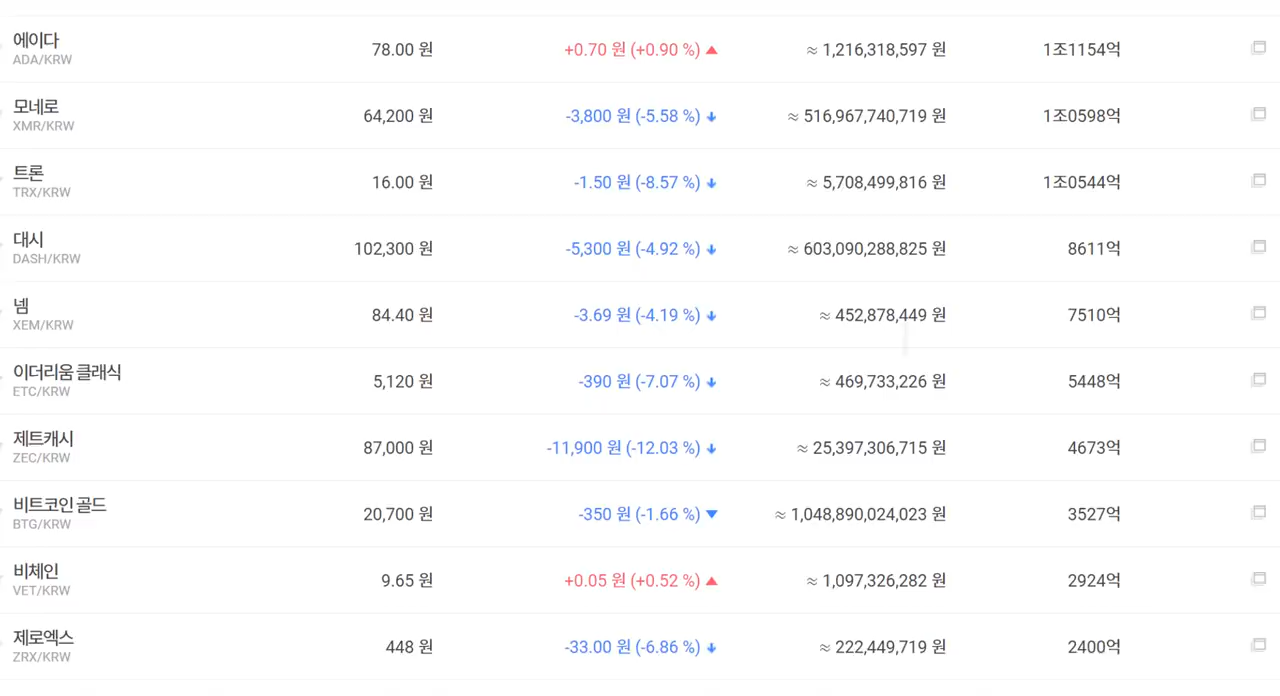 에이다 78.00 원 +0.70 원 (+0.90 %) ▲ ≈ 1,216,318,597 원 1조1154억
ADA/KRW
모네로 64,200 원 -3,800 원 (-5.58 %) ↓ ≈ 516,967,740,719 원 1조0598억
XMR/KRW
트론 16.00 원 -1.50 원 (-8.57 %) ↓ ≈ 5,708,499,816 원 1조0544억
TRX/KRW
대시 102,300 원 -5,300 원 (-4.92 %) ↓ ≈ 603,090,288,825 원 8611억
DASH/KRW
넴 84.40 원 -3.69 원 (-4.19 %) ↓ ≈ 452,878,449 원 7510억
XEM/KRW
이더리움 클래식 5,120 원 -390 원 (-7.07 %) ↓ ≈ 469,733,226 원 5448억
ETC/KRW
제트캐시 87,000 원 -11,900 원 (-12.03 %) ↓ ≈ 25,397,306,715 원 4673억
ZEC/KRW
비트코인 골드 20,700 원 -350 원 (-1.66 %) ▼ ≈ 1,048,890,024,023 원 3527억
BTG/KRW
비체인 9.65 원 +0.05 원 (+0.52 %) ▲ ≈ 1,097,326,282 원 2924억
VET/KRW
제로엑스 448 원 -33.00 원 (-6.86 %) ↓ ≈ 222,449,719 원 2400억
ZRX/KRW